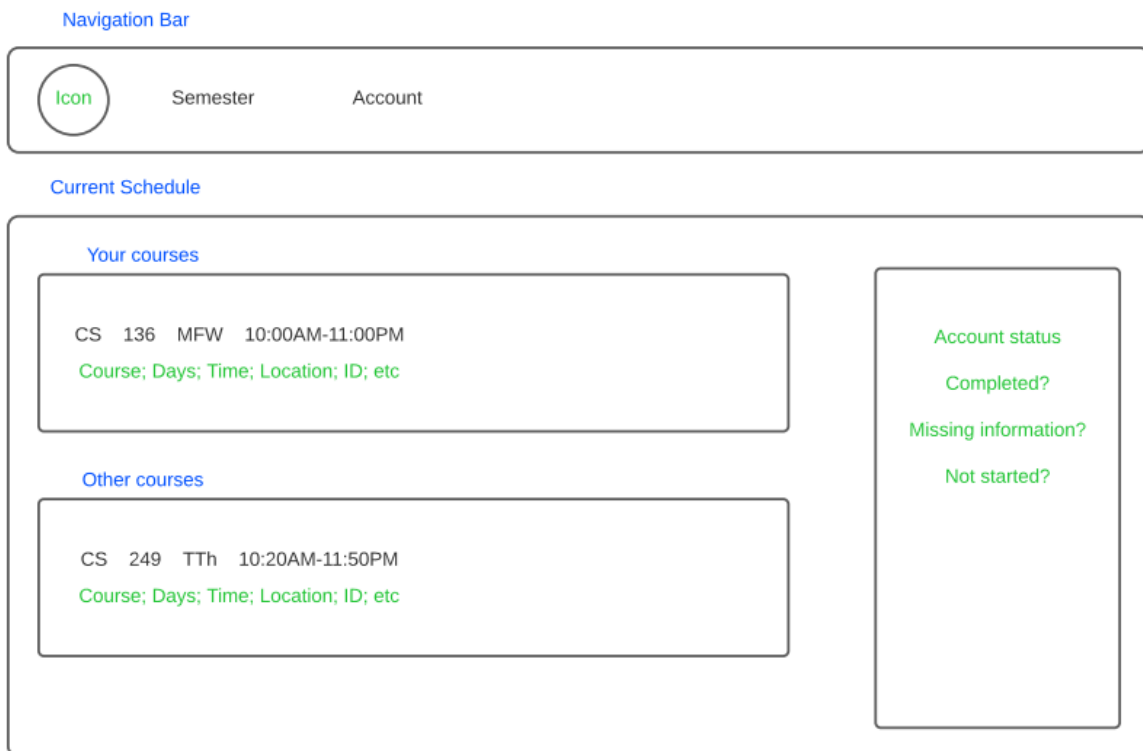 Navigation Bar
Icon Semester Account
Current Schedule
Your courses
CS 136 MFW 10:00AM-11:00PM
Course; Days; Time; Location; ID; etc
Other courses
CS 249 TTh 10:20AM-11:50PM
Course; Days; Time; Location; ID; etc
Account status
Completed?
Missing information?
Not started?